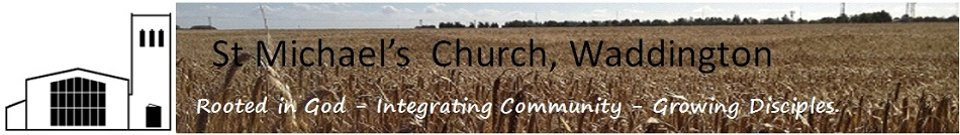 St Michael's Church, Waddington
Rooted in God - Integrating Community - Growing Disciples.